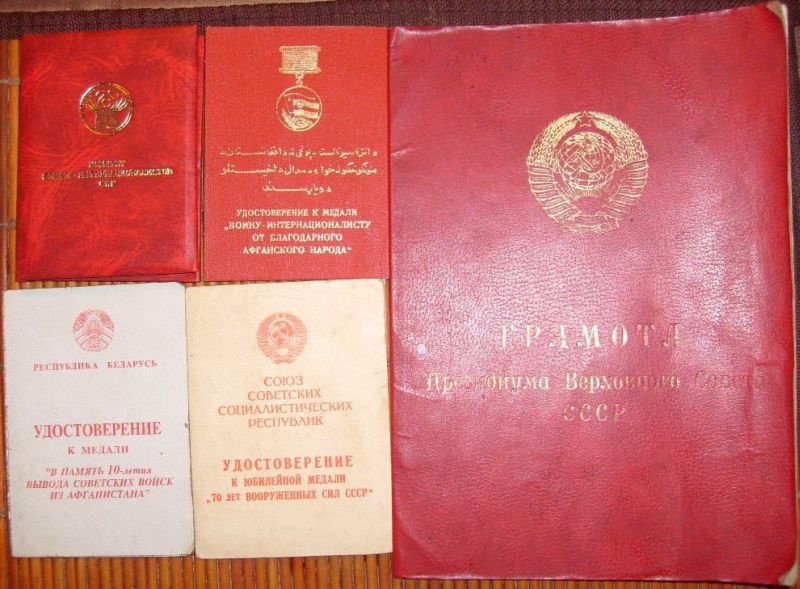 УДОСТОВЕРЕНИЕ К МЕДАЛИ
„ВОИНУ-ИНТЕРНАЦИОНАЛИСТУ
ОТ БЛАГОДАРНОГО
АФГАНСКОГО НАРОДА“
ГРАМОТА
Президиума Верховного Совета
СССР
РЕСПУБЛИКА БЕЛАРУСЬ
УДОСТОВЕРЕНИЕ
К МЕДАЛИ
"В ПАМЯТЬ 10-летия
ВЫВОДА СОВЕТСКИХ ВОЙСК
ИЗ АФГАНИСТАНА"
СОЮЗ
СОВЕТСКИХ
СОЦИАЛИСТИЧЕСКИХ
РЕСПУБЛИК
УДОСТОВЕРЕНИЕ
К ЮБИЛЕЙНОЙ МЕДАЛИ
„70 ЛЕТ ВООРУЖЕННЫХ СИЛ СССР“